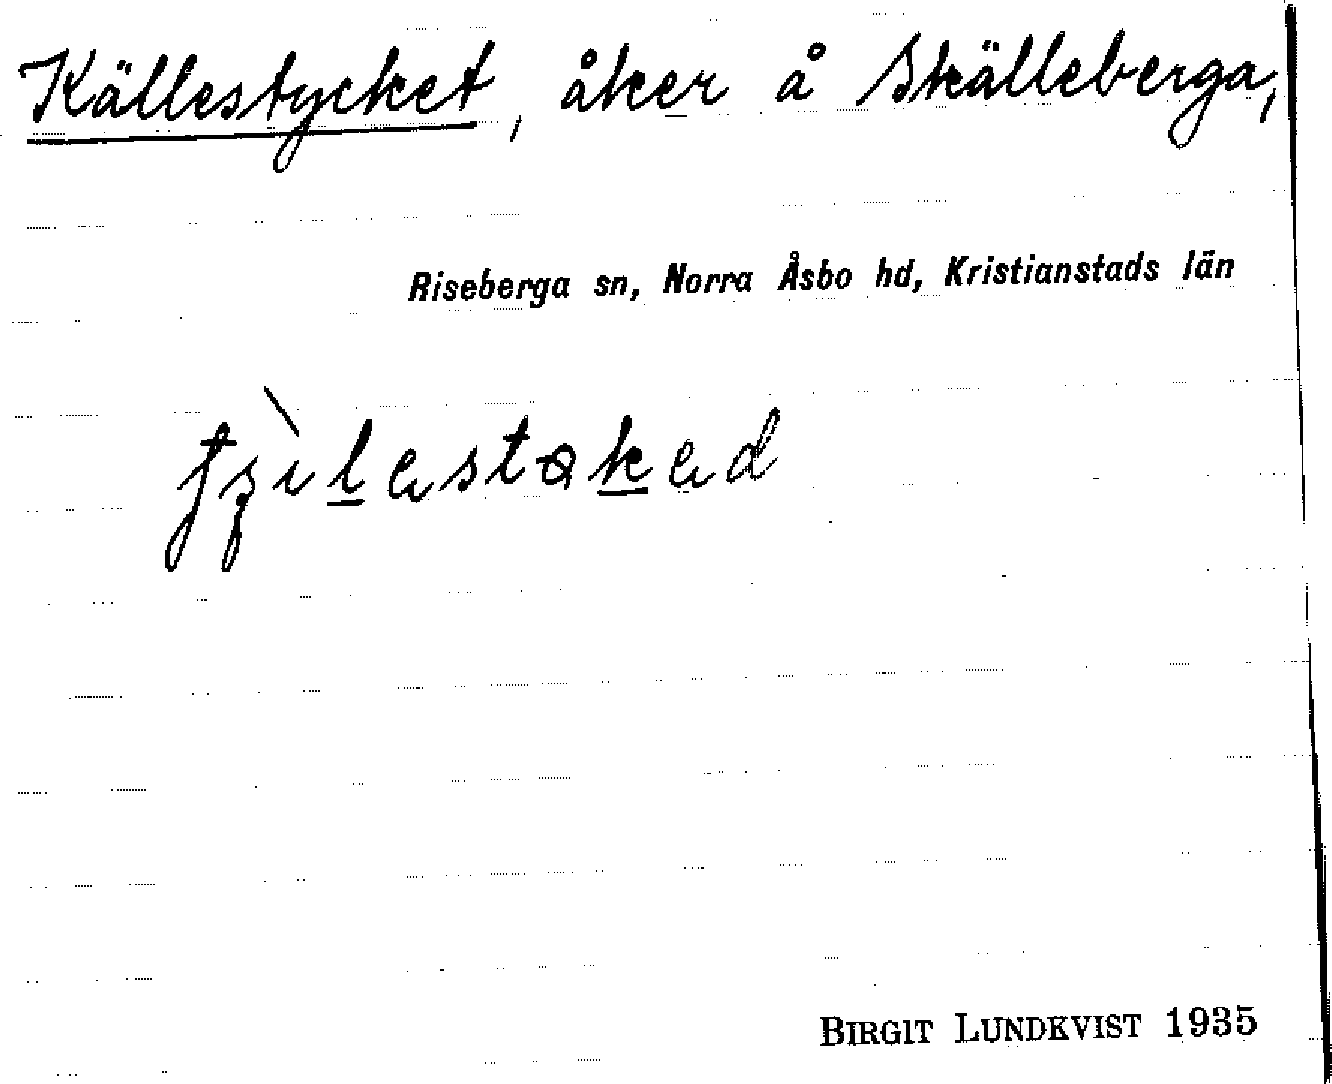 Källestycket, åker å Skälleberga,
Riseberga sn, Norra Åsbo hd, Kristianstads län
BIRGIT LUNDKVIST 1935